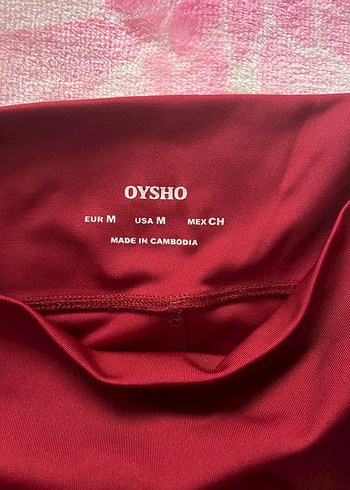 OYSHO
EUR M USA M MEX CH
MADE IN CAMBODIA